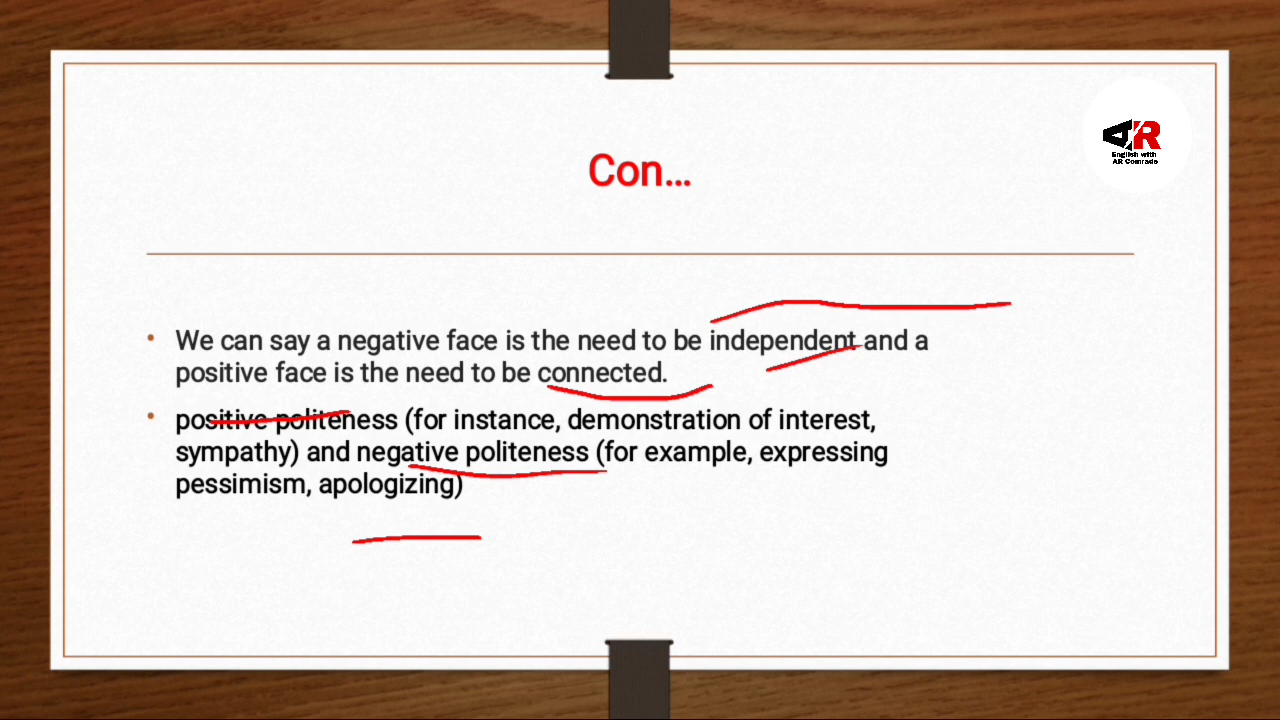 A/R
English with
AR Comrade
Con...
• We can say a negative face is the need to be independent and a
positive face is the need to be connected.
• positive politeness (for instance, demonstration of interest,
sympathy) and negative politeness (for example, expressing
pessimism, apologizing)